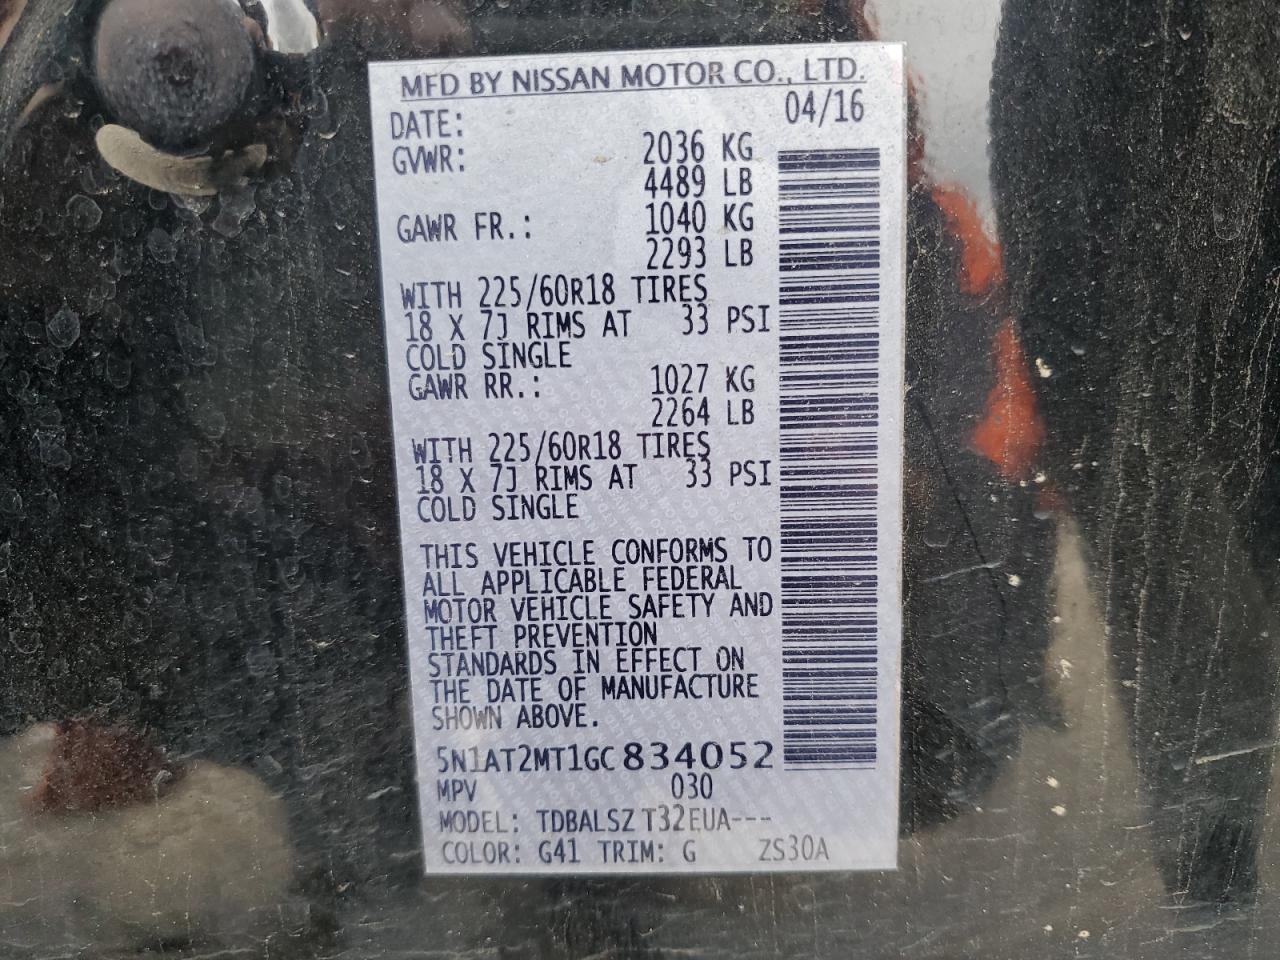 MFD BY NISSAN MOTOR CO., LTD.
DATE: 04/16
GVWR: 2036 KG
4489 LB
GAWR FR.: 1040 KG
2293 LB
WITH 225/60R18 TIRES
18 X 7J RIMS AT 33 PSI
COLD SINGLE
GAWR RR.: 1027 KG
2264 LB
WITH 225/60R18 TIRES
18 X 7J RIMS AT 33 PSI
COLD SINGLE
THIS VEHICLE CONFORMS TO
ALL APPLICABLE FEDERAL
MOTOR VEHICLE SAFETY AND
THEFT PREVENTION
STANDARDS IN EFFECT ON
THE DATE OF MANUFACTURE
SHOWN ABOVE.
5N1AT2MT1GC834052
MPV 030
MODEL: TDBALSZ T32EUA---
COLOR: G41 TRIM: G ZS30A